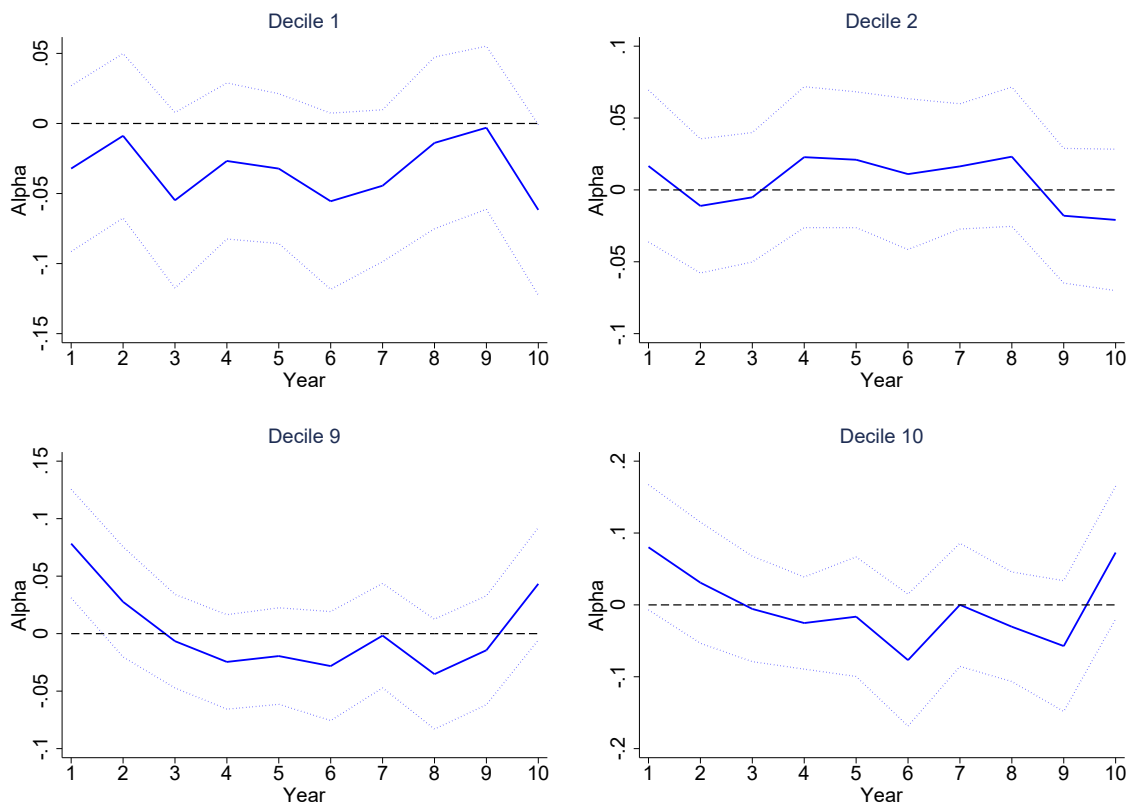 Decile 1
.05
0
-.05
-.1
-.15
Alpha
1 2 3 4 5 6 7 8 9 10
Year
Decile 2
.1
.05
0
-.05
-.1
Alpha
1 2 3 4 5 6 7 8 9 10
Year
Decile 9
.15
.1
.05
0
-.05
-.1
Alpha
1 2 3 4 5 6 7 8 9 10
Year
Decile 10
.2
.1
0
-.1
-.2
Alpha
1 2 3 4 5 6 7 8 9 10
Year